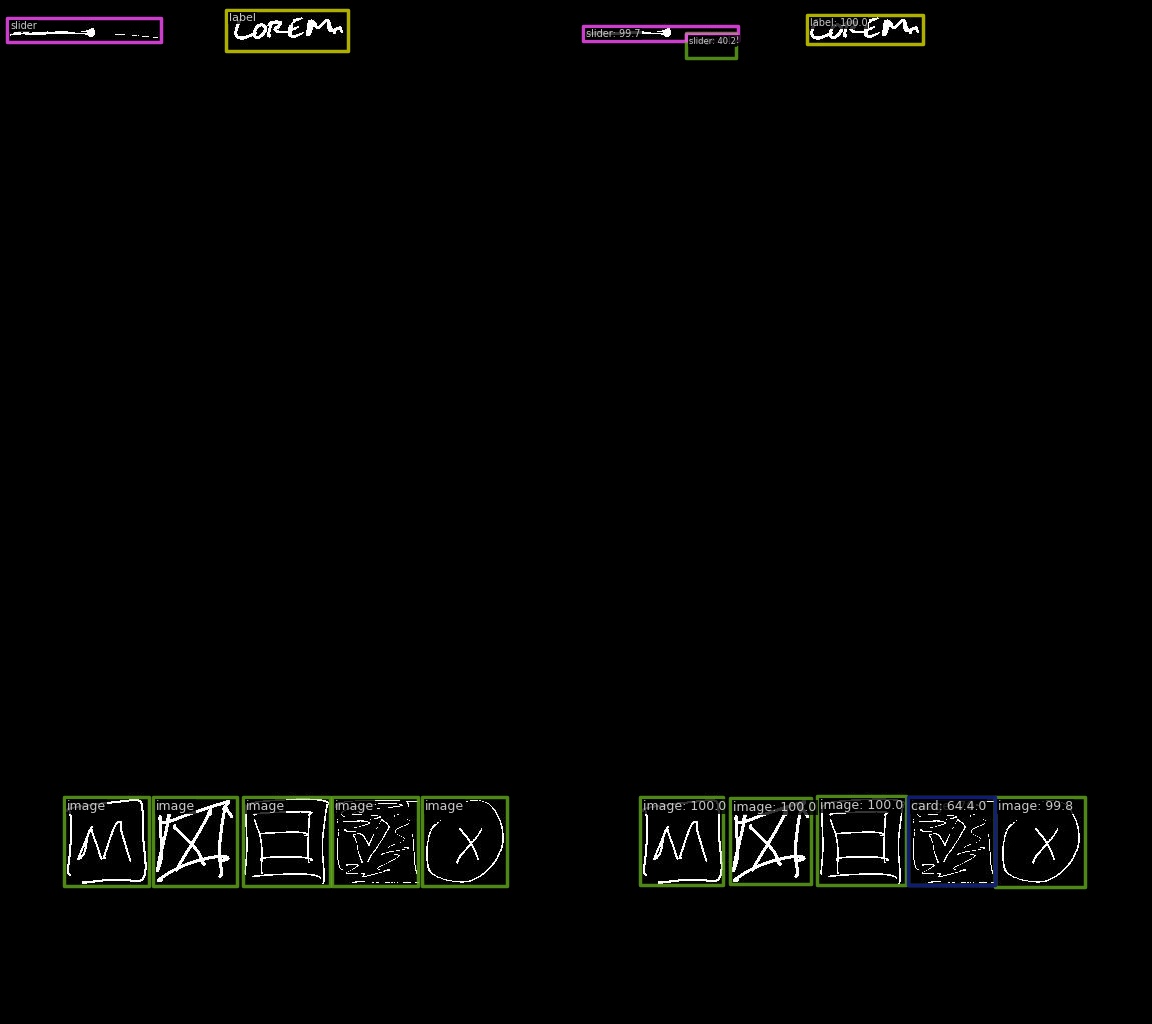 slider label slider: 99.7 label: 100.0
LOREM LOREM
slider: 40.2
image image image image image image: 100.0 image: 100.0 image: 100.0 card: 64.4.0 image: 99.8
M X M X
X X